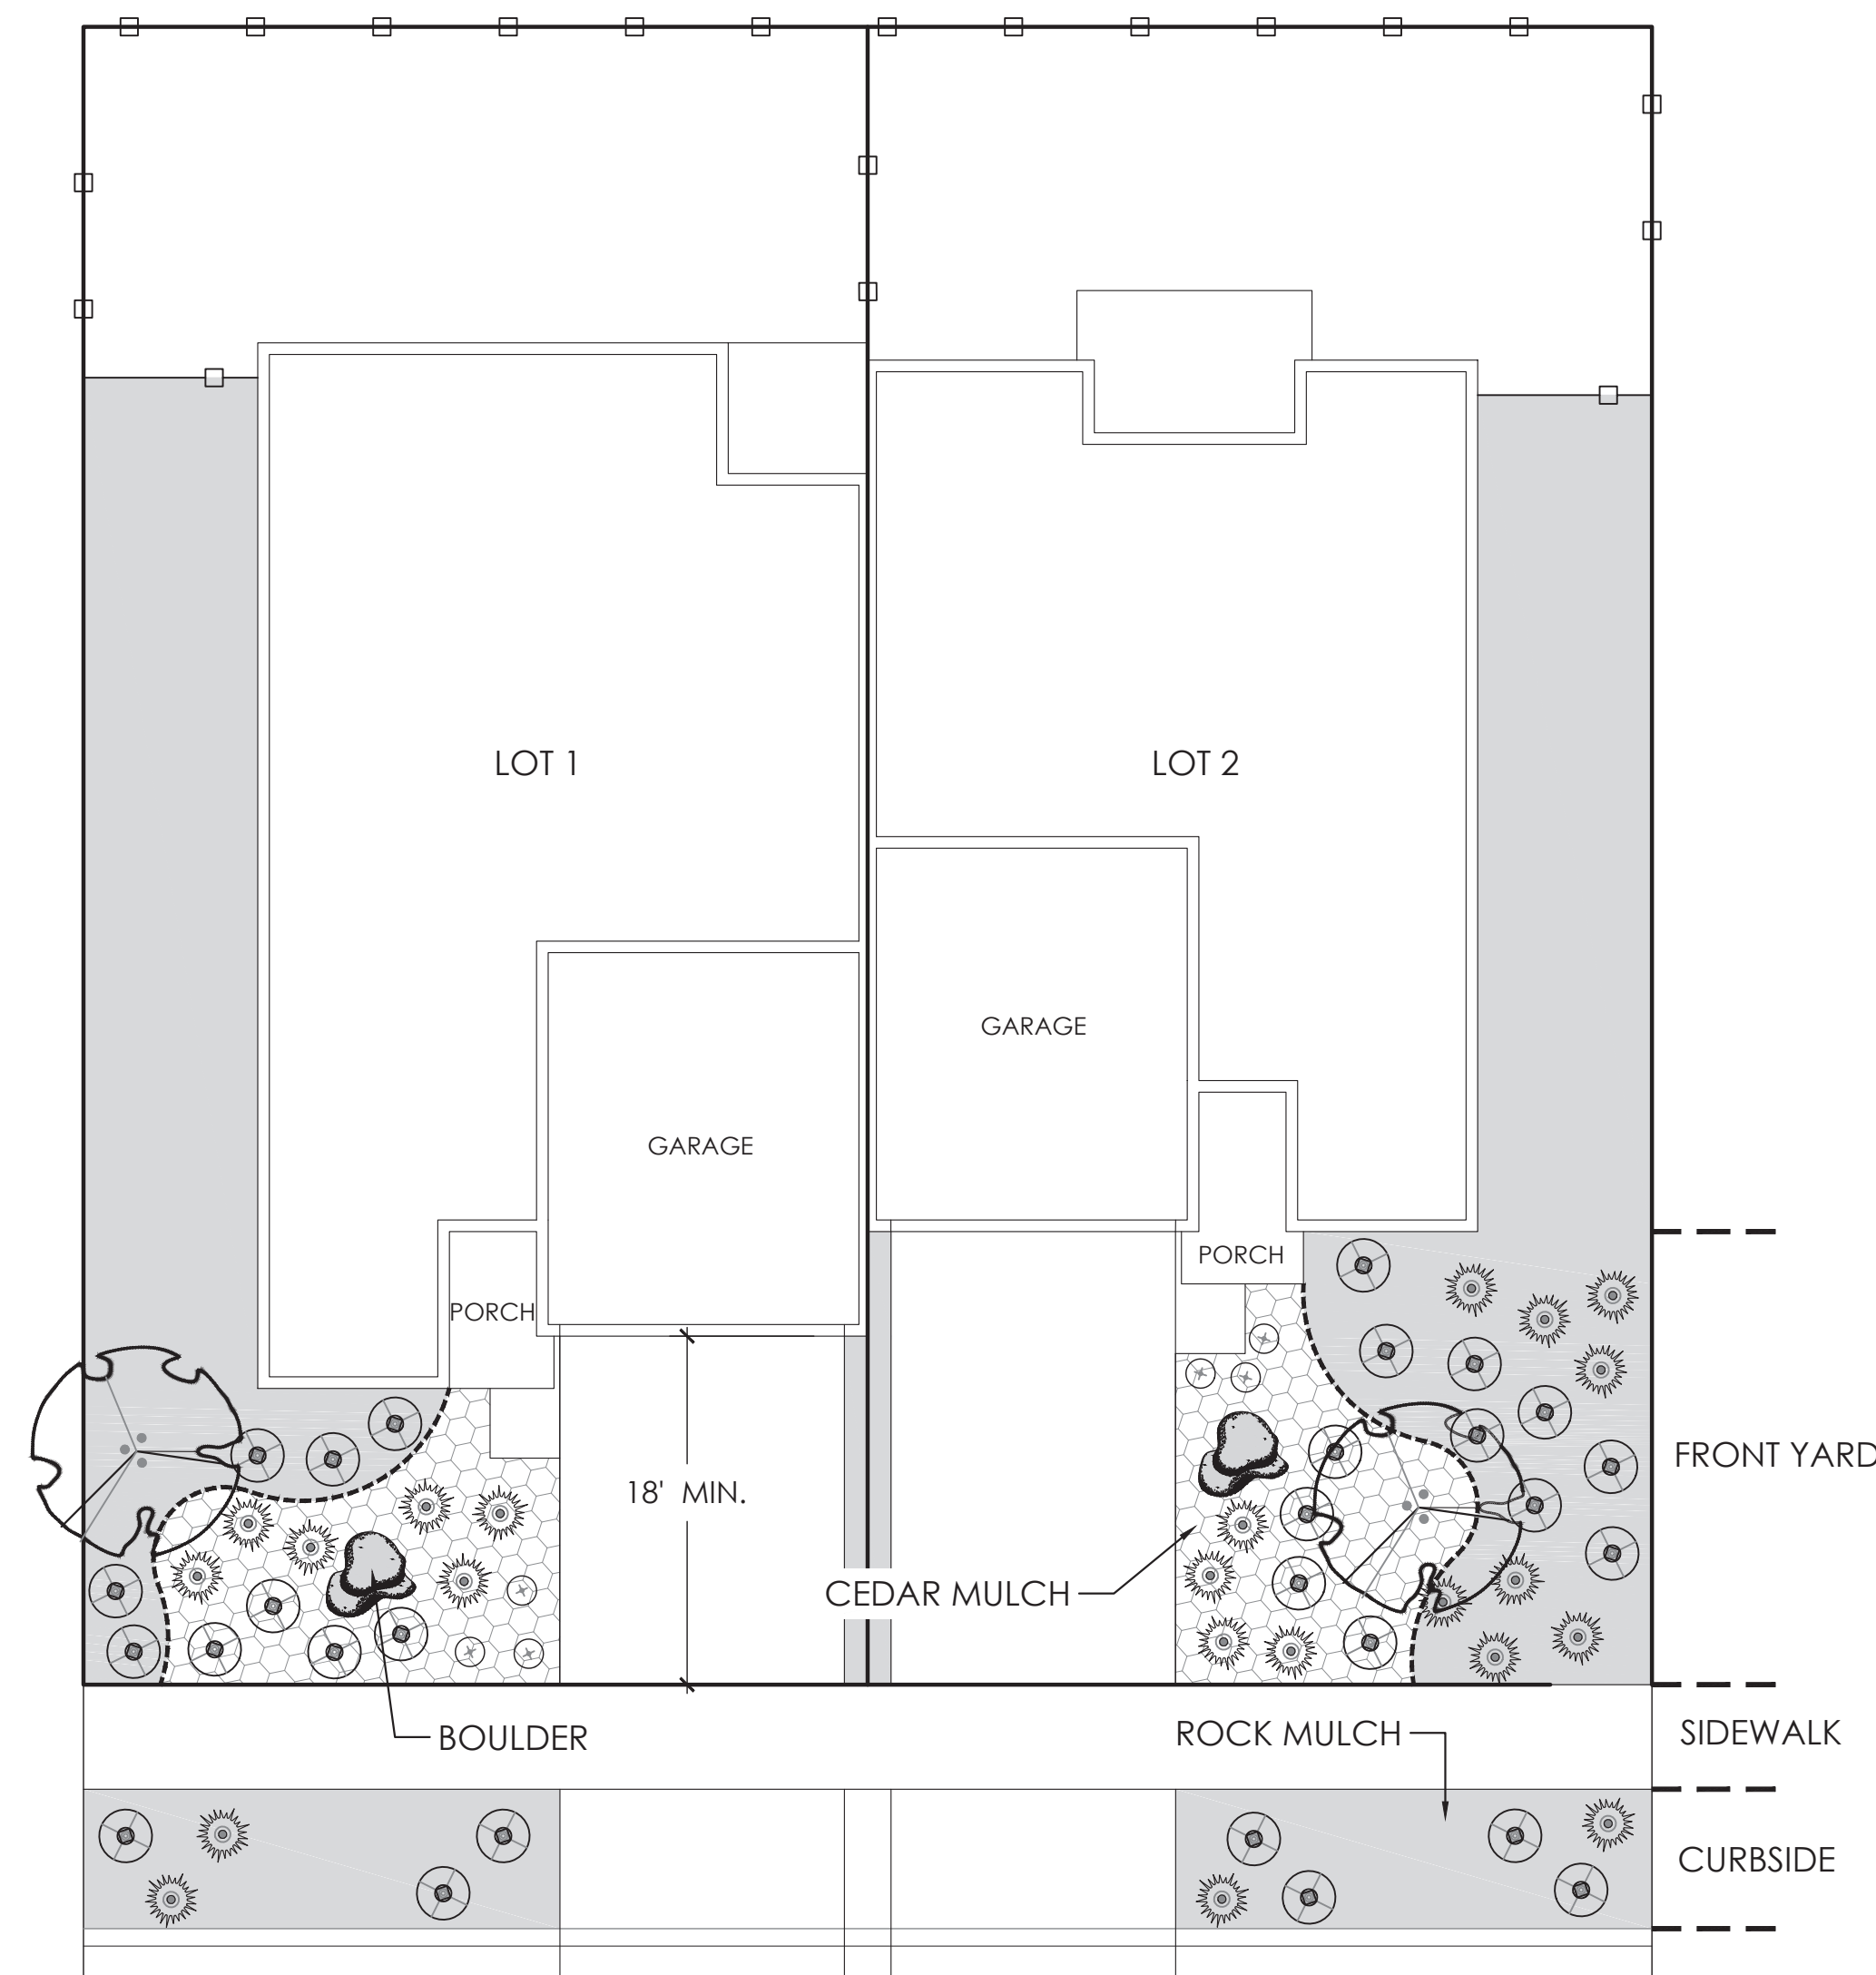 LOT 1
LOT 2
GARAGE
GARAGE
PORCH
PORCH
FRONT YARD
18' MIN.
CEDAR MULCH
BOULDER
ROCK MULCH
SIDEWALK
CURBSIDE